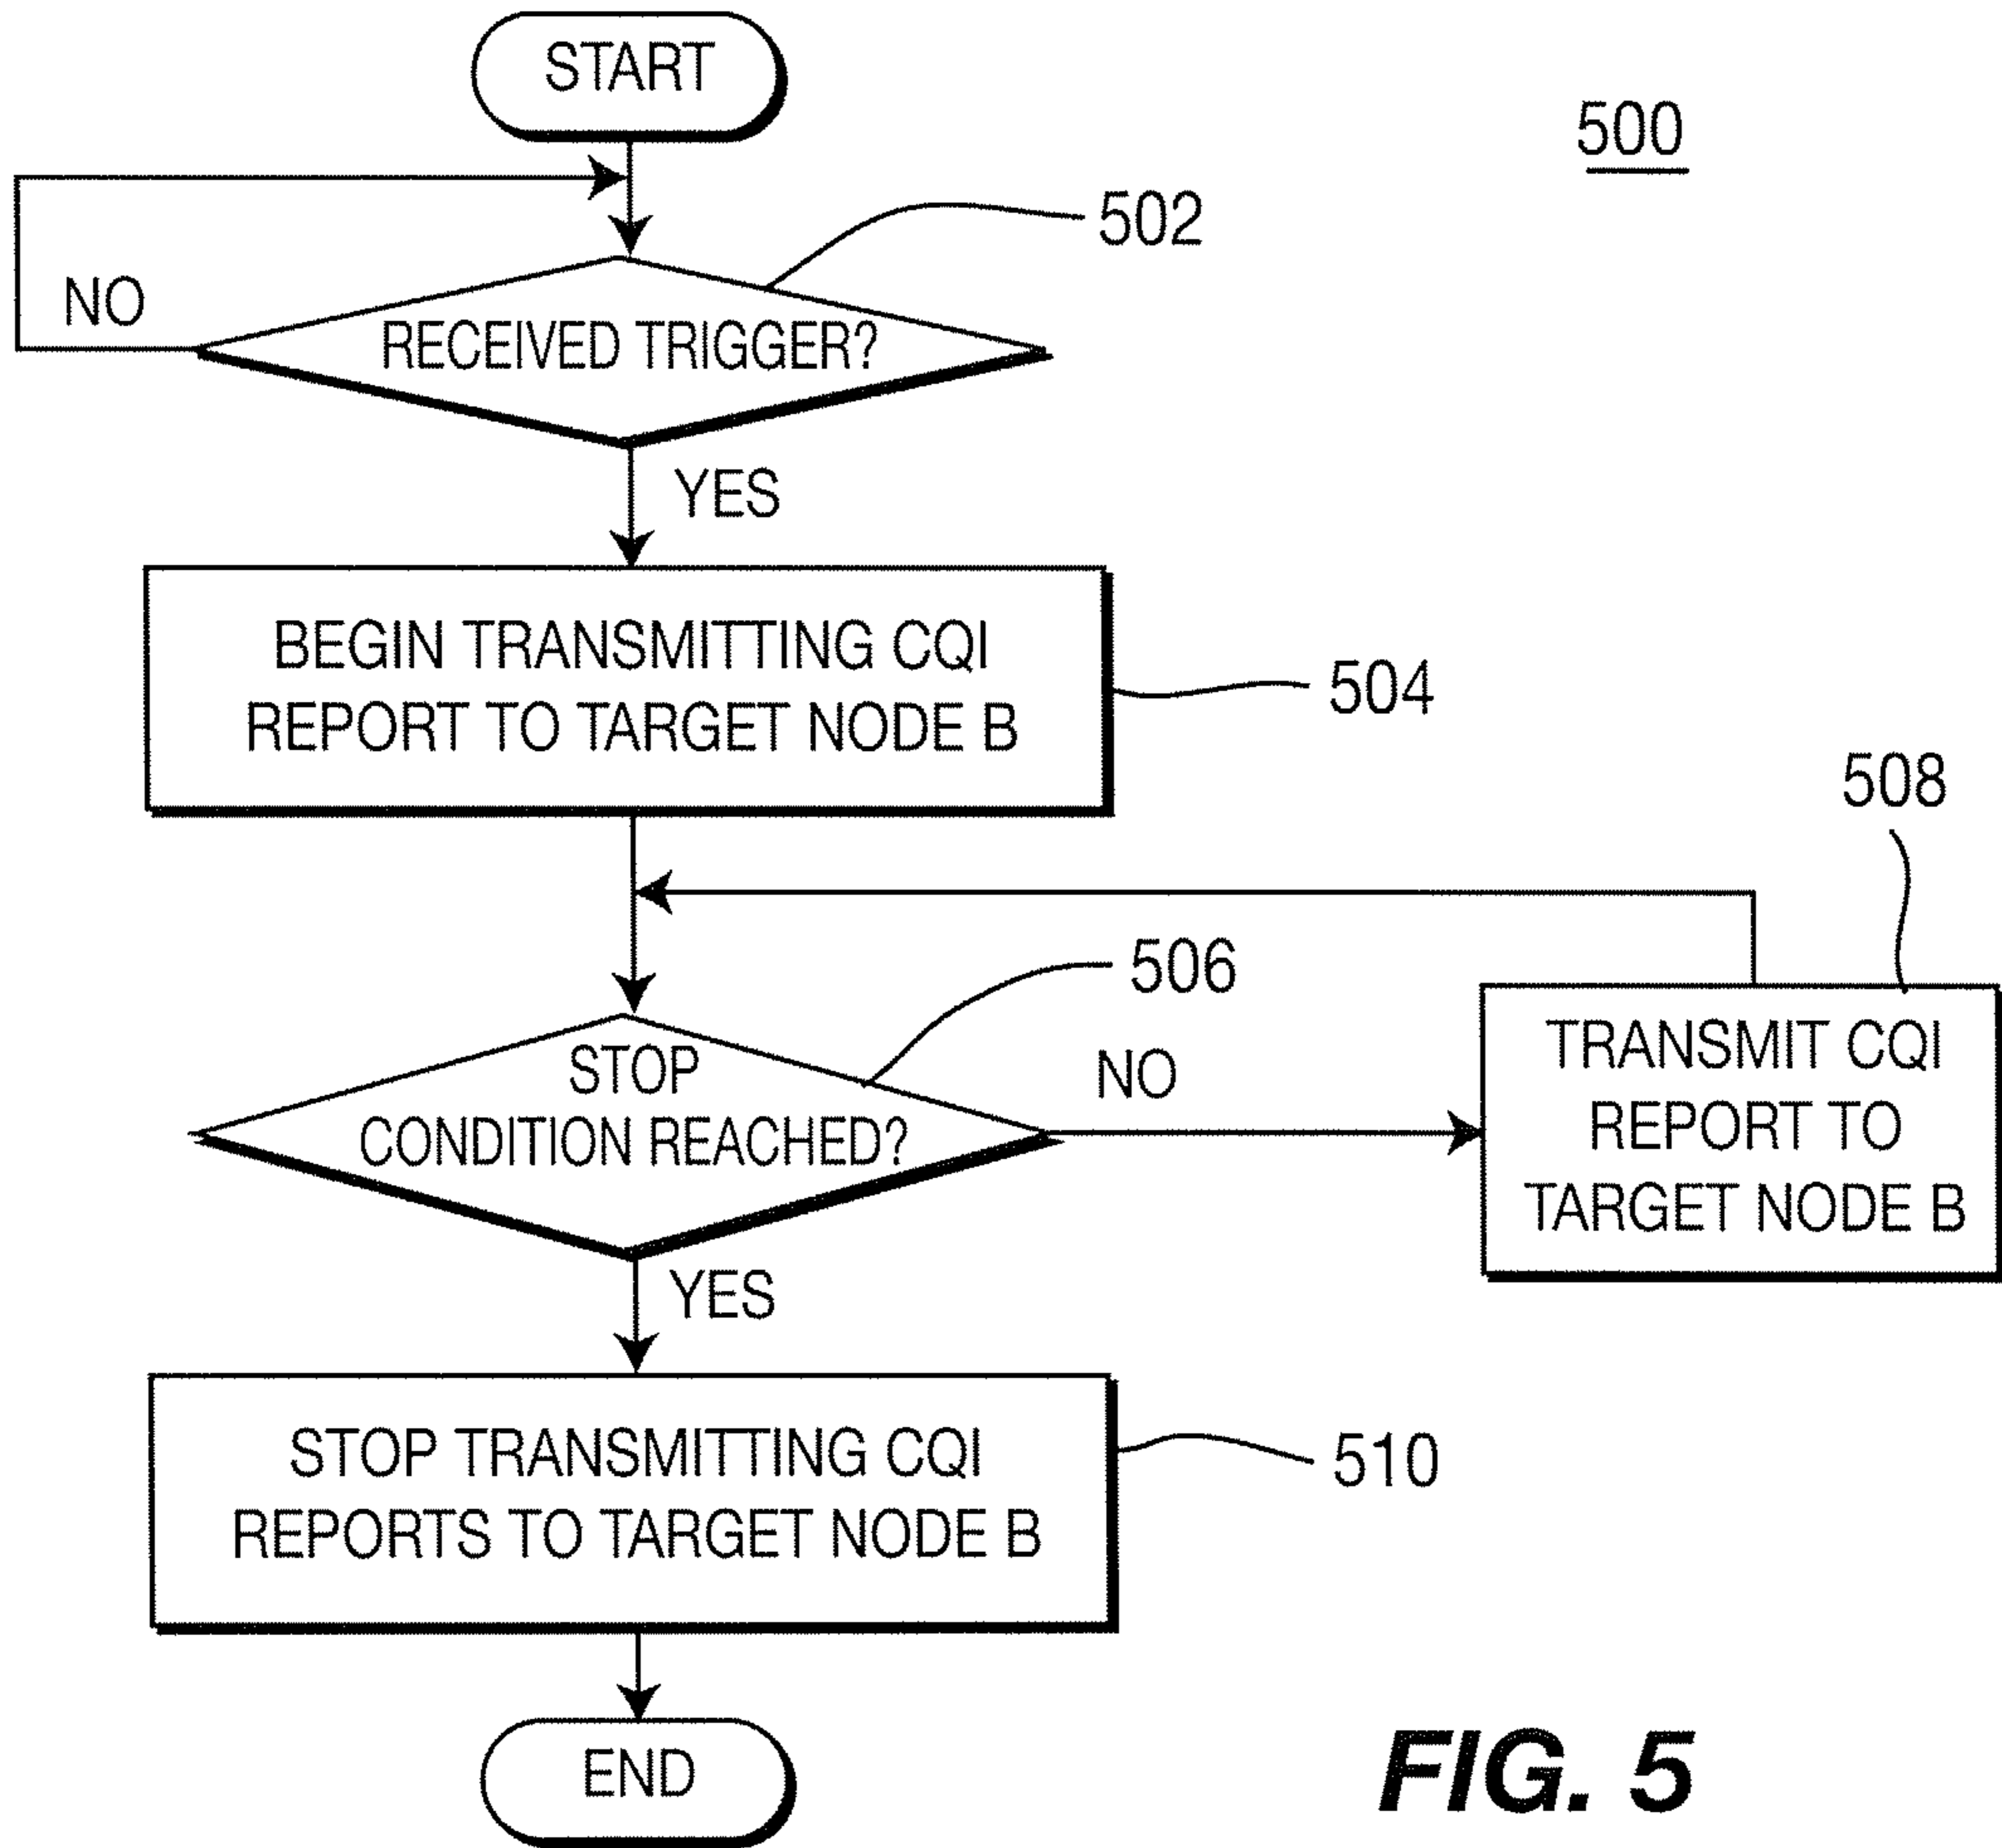 START
500
502
NO
RECEIVED TRIGGER?
YES
BEGIN TRANSMITTING CQI
REPORT TO TARGET NODE B
504
508
506
STOP
CONDITION REACHED?
NO
TRANSMIT CQI
REPORT TO
TARGET NODE B
YES
STOP TRANSMITTING CQI
REPORTS TO TARGET NODE B
510
END
FIG. 5